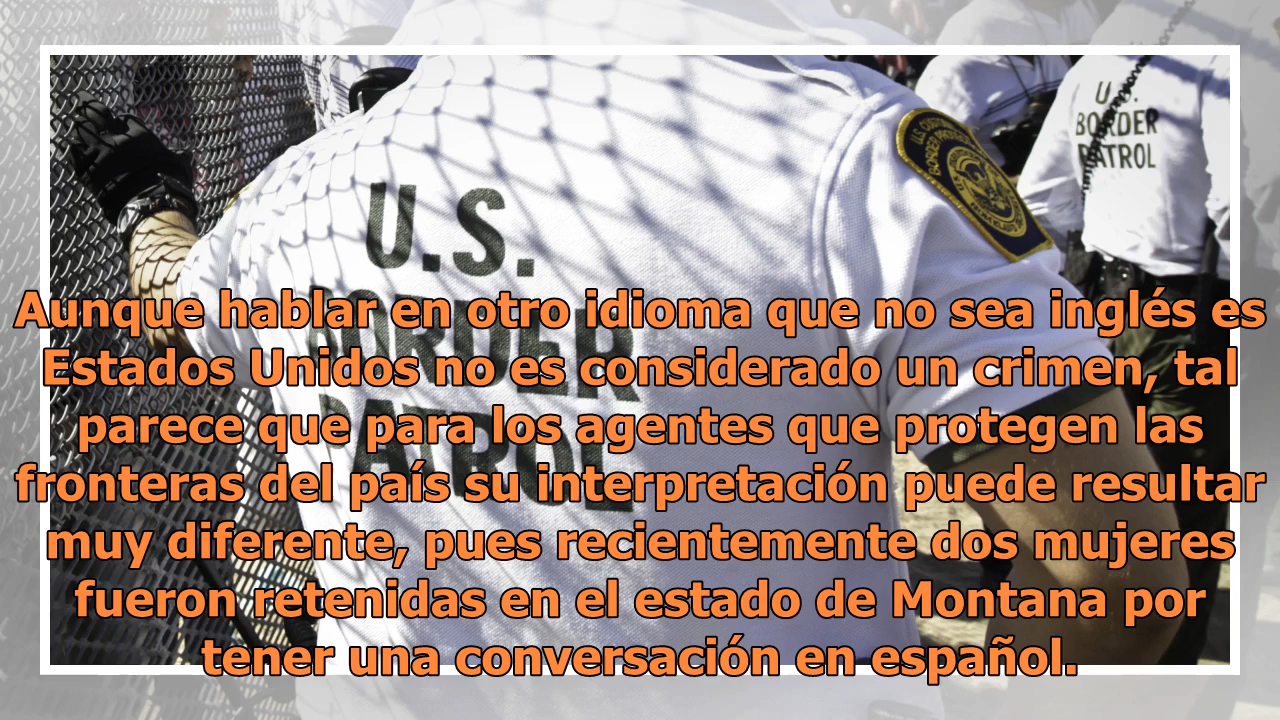 U.S.
BORDER
PATROL
U.S.
BORDER
PATROL
Aunque hablar en otro idioma que no sea inglés es
Estados Unidos no es considerado un crimen, tal
parece que para los agentes que protegen las
fronteras del país su interpretación puede resultar
muy diferente, pues recientemente dos mujeres
fueron retenidas en el estado de Montana por
tener una conversación en español.